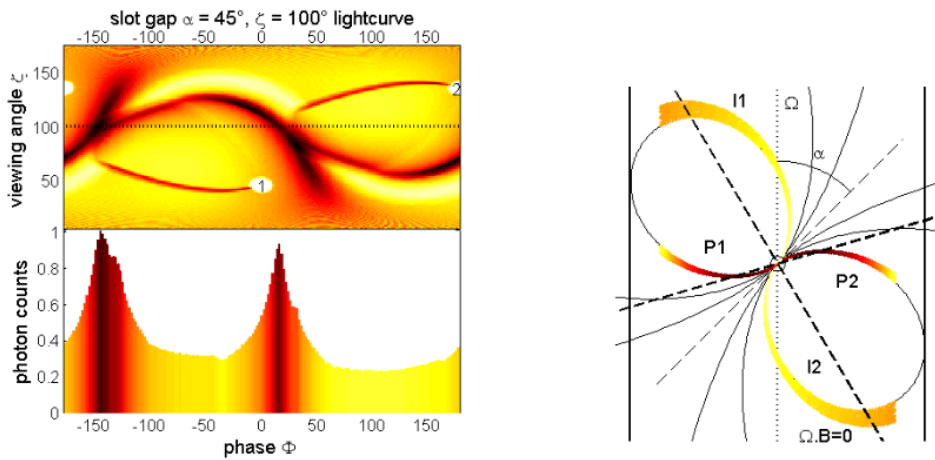 slot gap α = 45°, ζ = 100° lightcurve
-150 -100 -50 0 50 100 150
viewing angle ζ
150
100
50
1
2
photon counts
1
0.8
0.6
0.4
0.2
0
-150 -100 -50 0 50 100 150
phase Φ
I1
Ω
α
P1
P2
I2
Ω.B=0